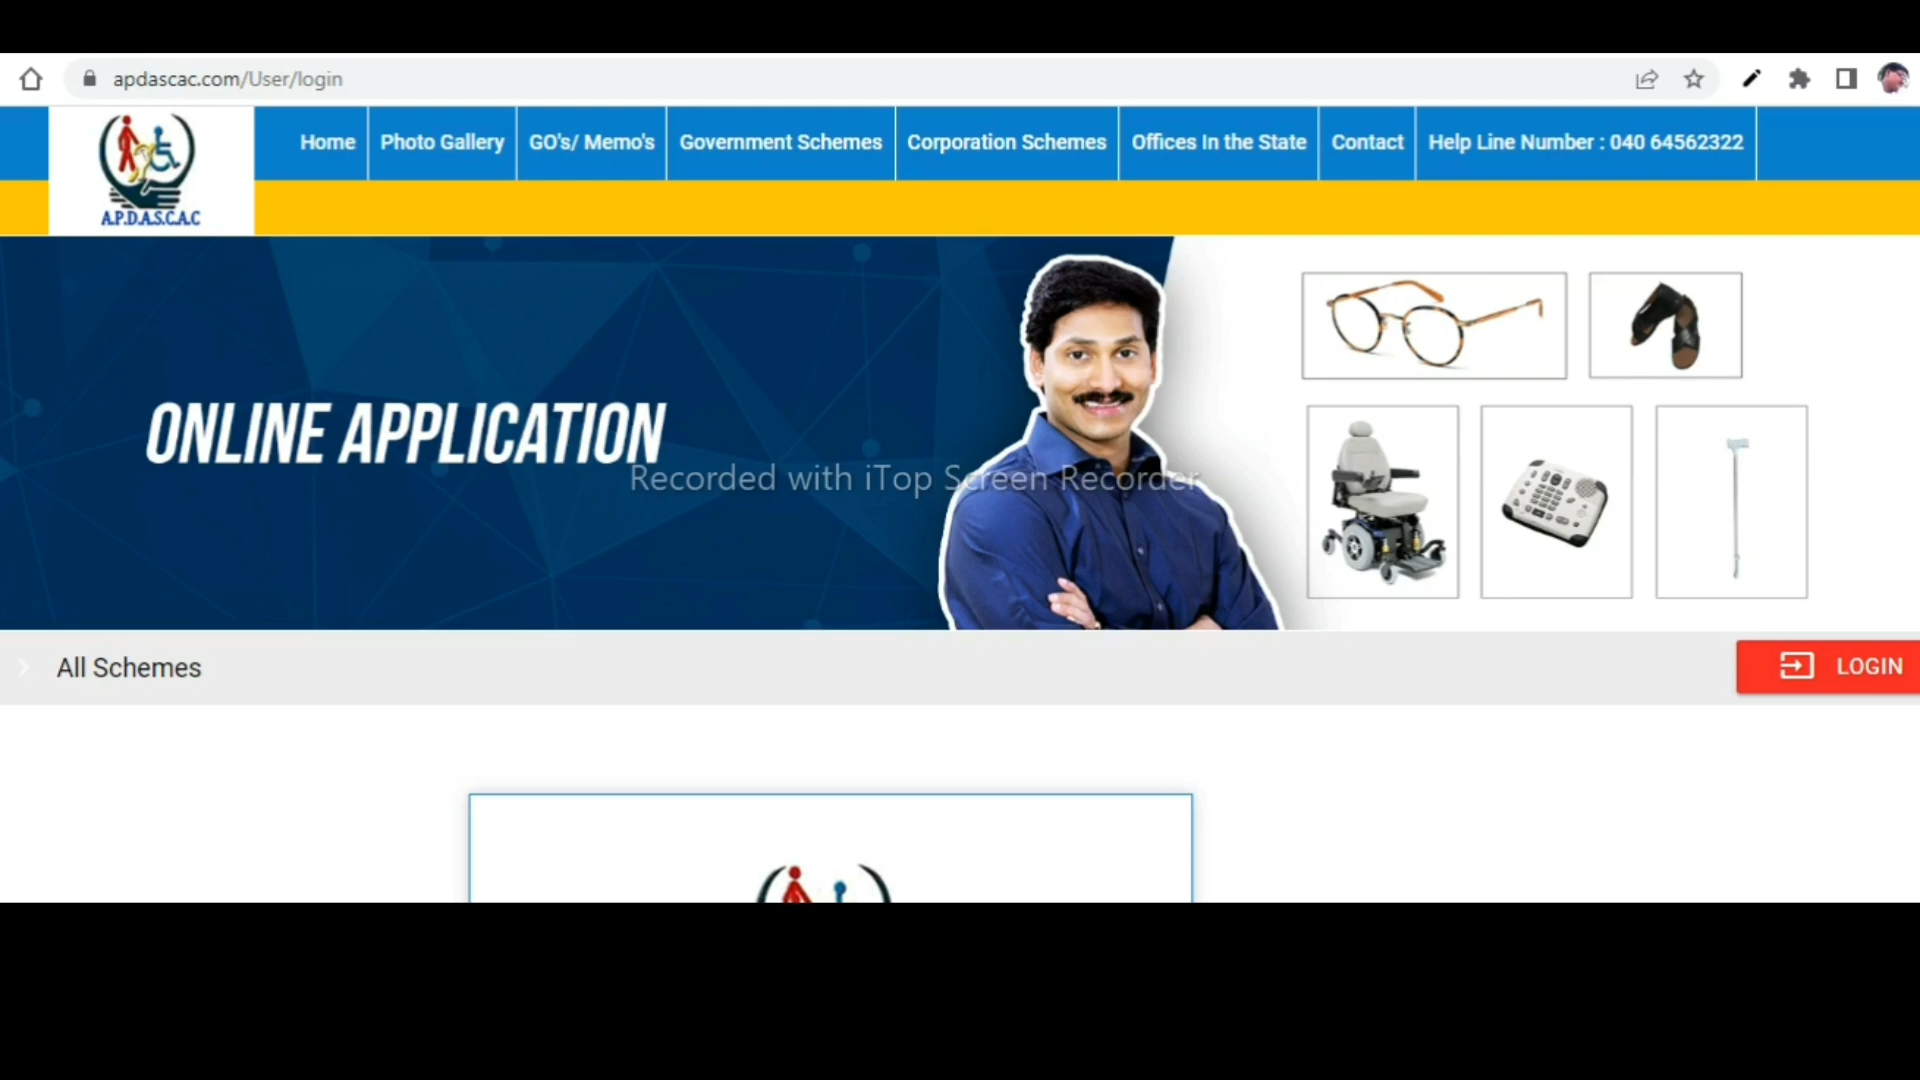 apdascac.com/User/login
Home Photo Gallery GO's/ Memo's Government Schemes Corporation Schemes Offices In the State Contact Help Line Number : 040 64562322
A.P.D.A.S.C.A.C
ONLINE APPLICATION
Recorded with iTop Screen Recorder
All Schemes
LOGIN